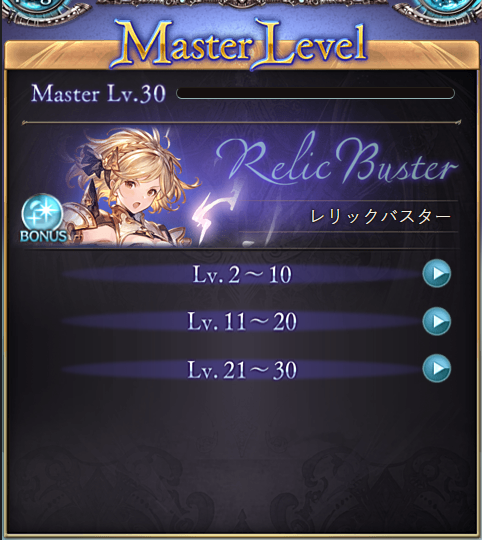 Master Level
Master Lv.30
Relic Buster
レリックバスター
BONUS
Lv. 2～10
Lv. 11～20
Lv. 21～30